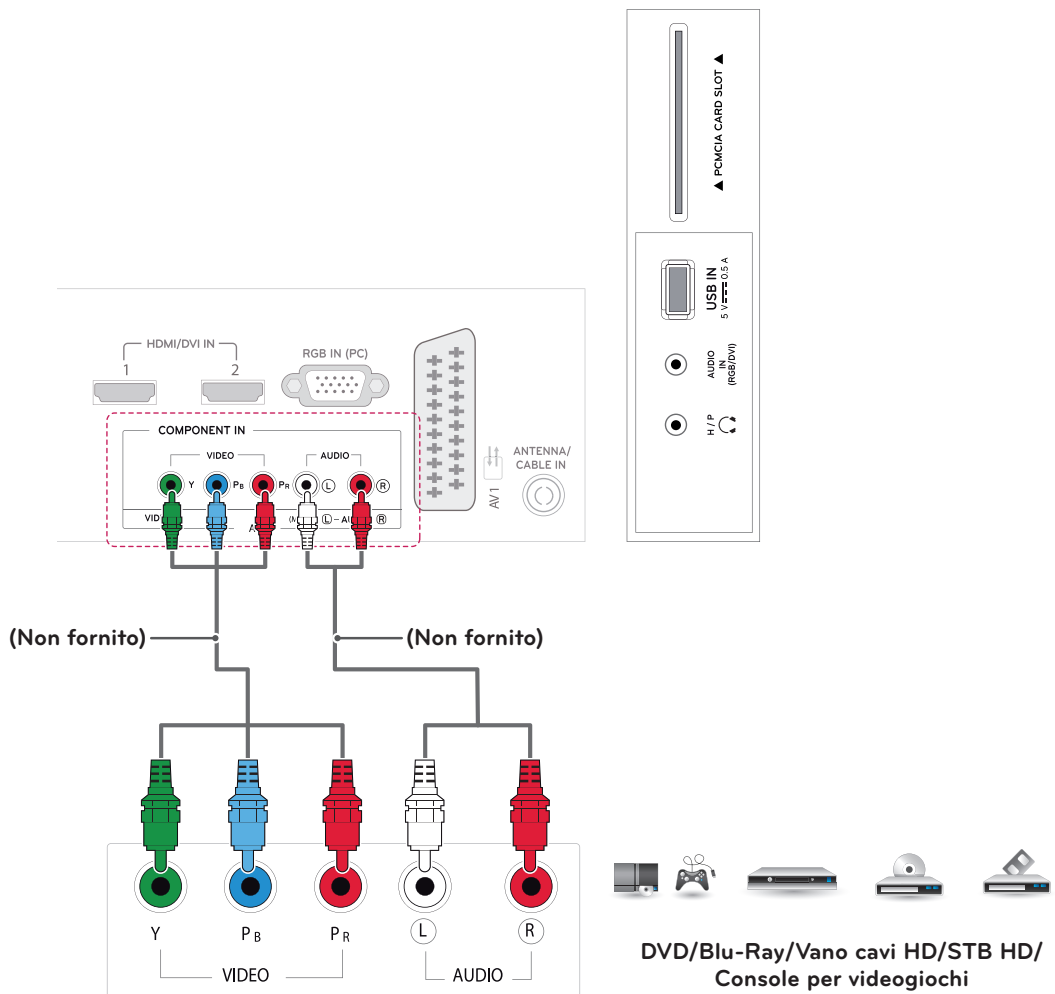 ▲ PCMCIA CARD SLOT ▲
USB IN
5 V 0.5 A
AUDIO
IN
(RGB/DVI)
H / P
HDMI/DVI IN
1 2
RGB IN (PC)
COMPONENT IN
VIDEO AUDIO
Y PB PR L R
L - AU R
AV1
ANTENNA/
CABLE IN
(Non fornito) (Non fornito)
Y PB PR L R
VIDEO AUDIO
DVD/Blu-Ray/Vano cavi HD/STB HD/
Console per videogiochi